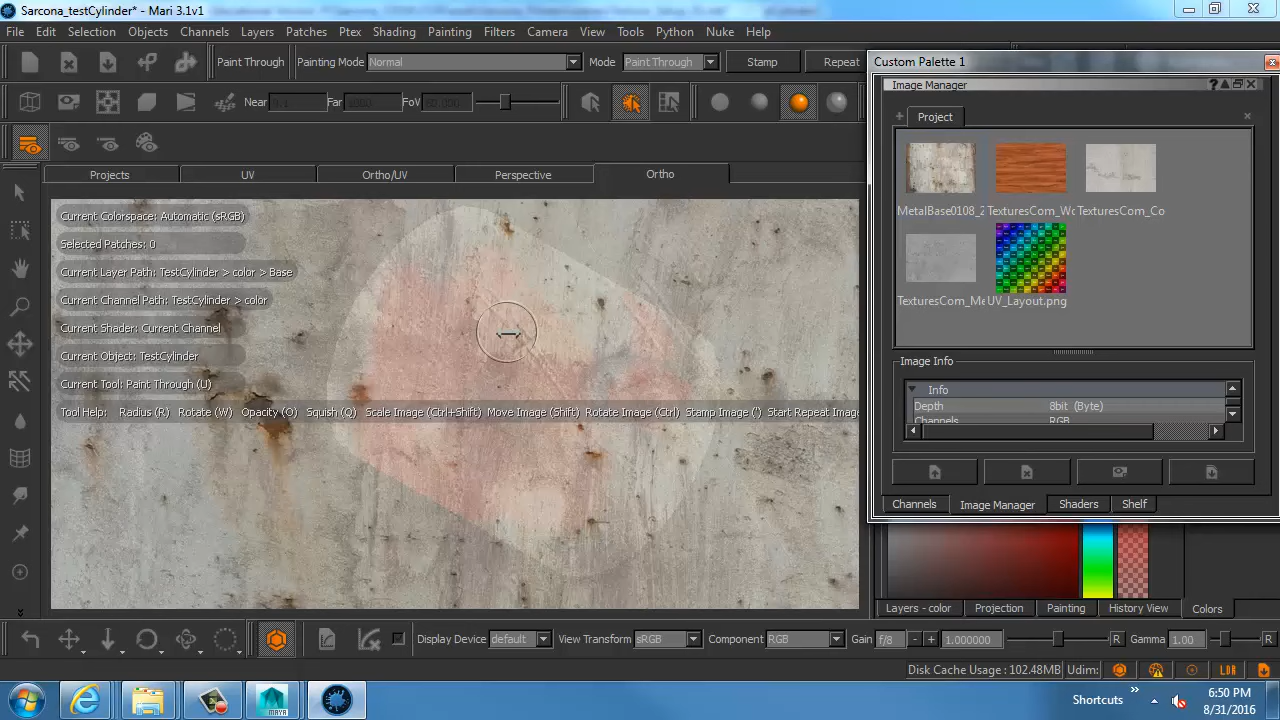 Sarcona_testCylinder* - Mari 3.1v1
File Edit Selection Objects Channels Layers Patches Ptex Shading Painting Filters Camera View Tools Python Nuke Help
Paint Through Painting Mode Normal Mode Paint Through Stamp Repeat
Custom Palette 1
Image Manager
Near 0.1 Far 1000 FoV
Project
Projects UV Ortho/UV Perspective Ortho
MetalBase0108_2 TexturesCom_Wo TexturesCom_Co
TexturesCom_Me UV_Layout.png
Current Colorspace: Automatic (sRGB)
Selected Patches: 0
Current Layer Path: TestCylinder > color > Base
Current Channel Path: TestCylinder > color
Current Shader: Current Channel
Current Object: TestCylinder
Current Tool: Paint Through (U)
Tool Help: Radius (R) Rotate (W) Opacity (O) Squish (Q) Scale Image (Ctrl+Shift) Move Image (Shift) Rotate Image (Ctrl) Stamp Image (') Start Repeat Image
Image Info
Info
Depth 8bit (Byte)
Channels RGB
Channels Image Manager Shaders Shelf
Layers - color Projection Painting History View Colors
Display Device default View Transform sRGB Component RGB Gain f/8 - + 1.000000 R Gamma 1.00 R
Disk Cache Usage : 102.48MB Udim: LDR
MAYA
Shortcuts »
6:50 PM
8/31/2016